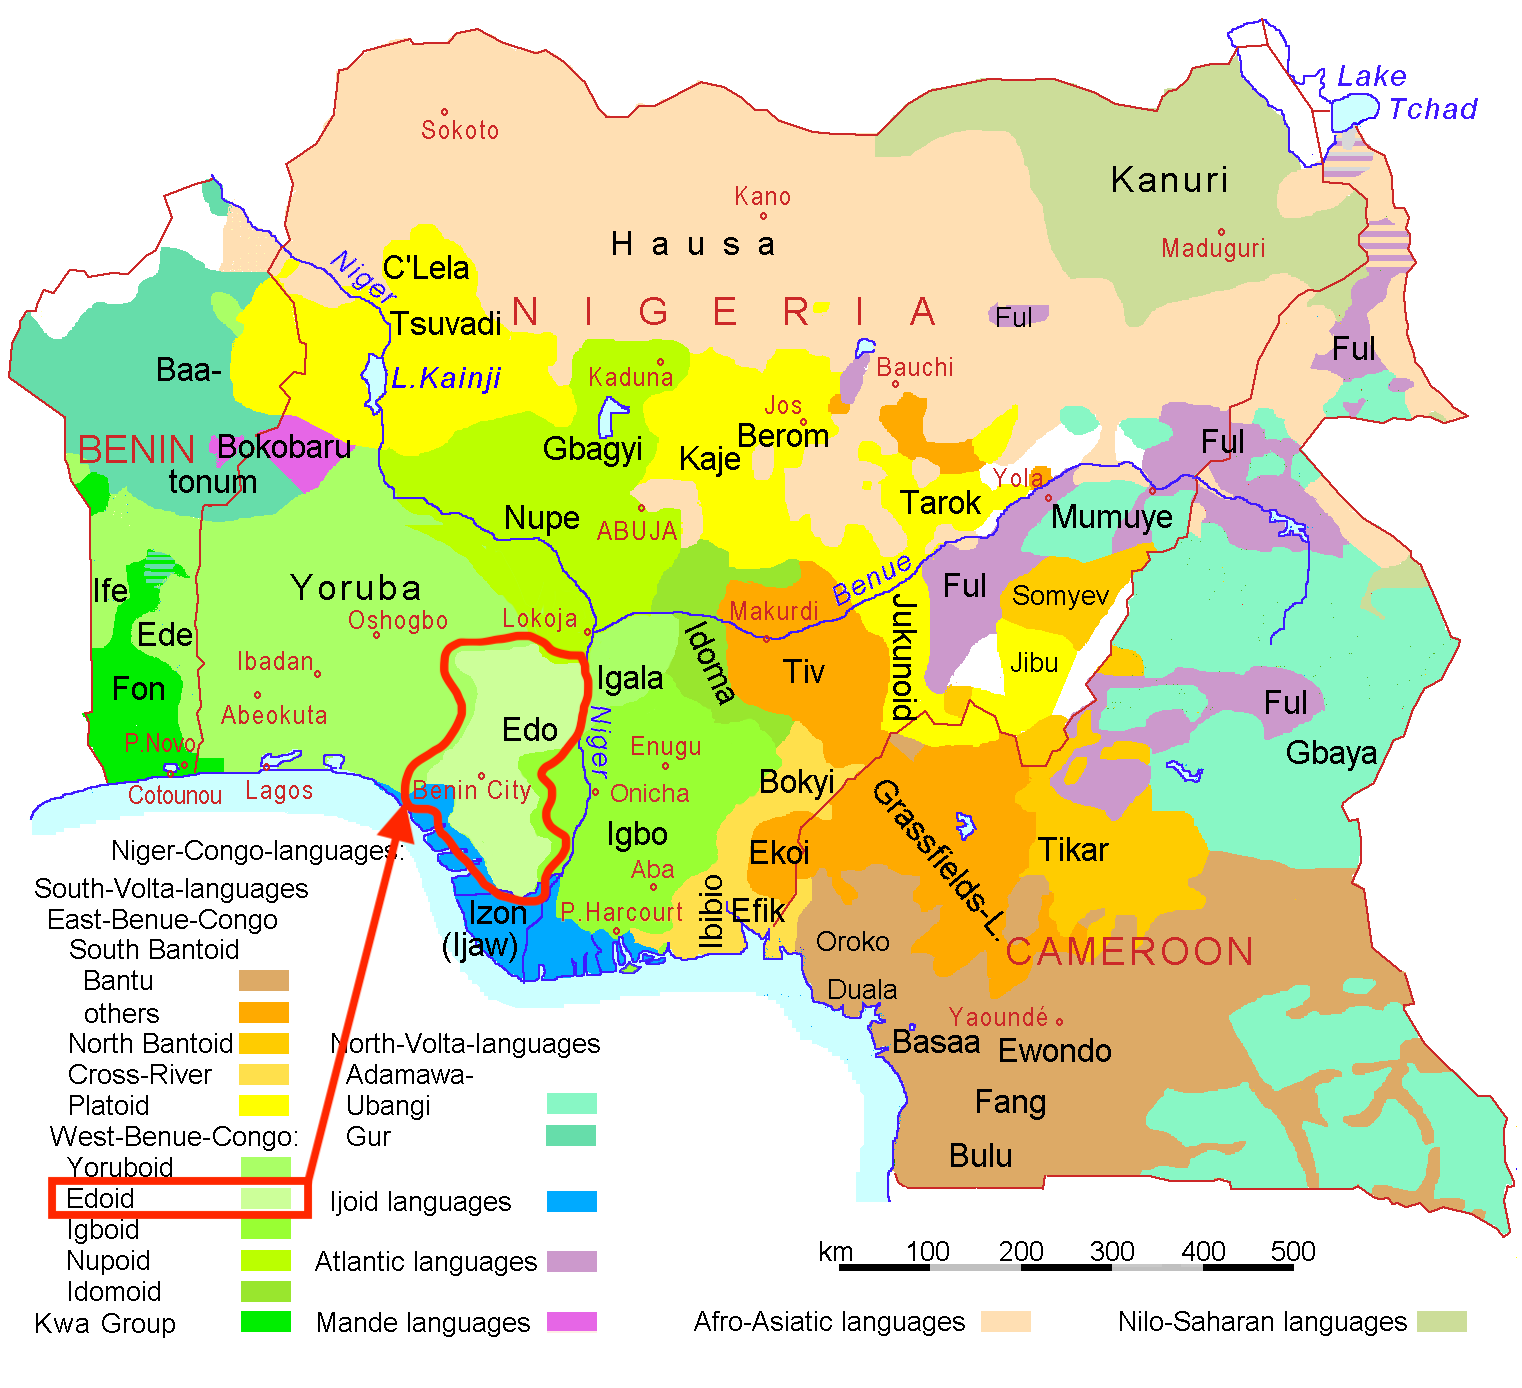 Lake
Tchad
Sokoto
Kanuri
Kano
Hausa
Maduguri
Niger
C'Lela
Tsuvadi
NIGERIA
Ful
Ful
Baa-
L.Kainji
Kaduna
Bauchi
Jos
BENIN
Bokobaru
Gbagyi
Kaje
Berom
Ful
tonum
Yola
Tarok
Nupe
ABUJA
Mumuye
Ife
Yoruba
Benue
Ful
Somyev
Oshogbo
Lokoja
Makurdi
Jukunoid
Ede
Idoma
Ibadan
Igala
Tiv
Jibu
Fon
Abeokuta
Edo
Niger
Ful
P.Novo
Enugu
Gbaya
Cotounou
Lagos
Benin City
Onicha
Bokyi
Grassfields-L.
Igbo
Ekoi
Tikar
Aba
Izon
(Ijaw)
P.Harcourt
Ibibio
Efik
Oroko
CAMEROON
Duala
Yaoundé
Basaa
Ewondo
Fang
Bulu
Niger-Congo-languages:
South-Volta-languages
East-Benue-Congo
South Bantoid
Bantu
others
North Bantoid
Cross-River
Platoid
West-Benue-Congo:
Yoruboid
Edoid
Igboid
Nupoid
Idomoid
Kwa Group
North-Volta-languages
Adamawa-
Ubangi
Gur
Ijoid languages
Atlantic languages
Mande languages
km 100 200 300 400 500
Afro-Asiatic languages
Nilo-Saharan languages